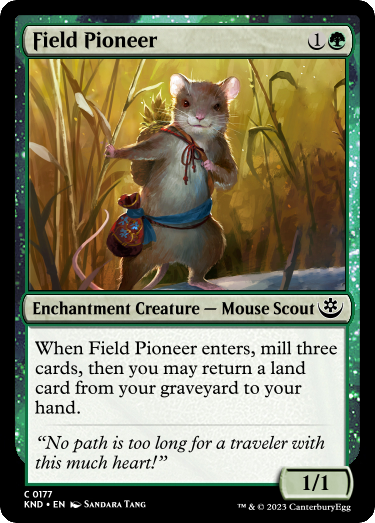 Field Pioneer 1
Enchantment Creature — Mouse Scout
When Field Pioneer enters, mill three
cards, then you may return a land
card from your graveyard to your
hand.
“No path is too long for a traveler with
this much heart!”
1/1
C 0177
KND • EN Sandara Tang
™ & © 2023 CanterburyEgg